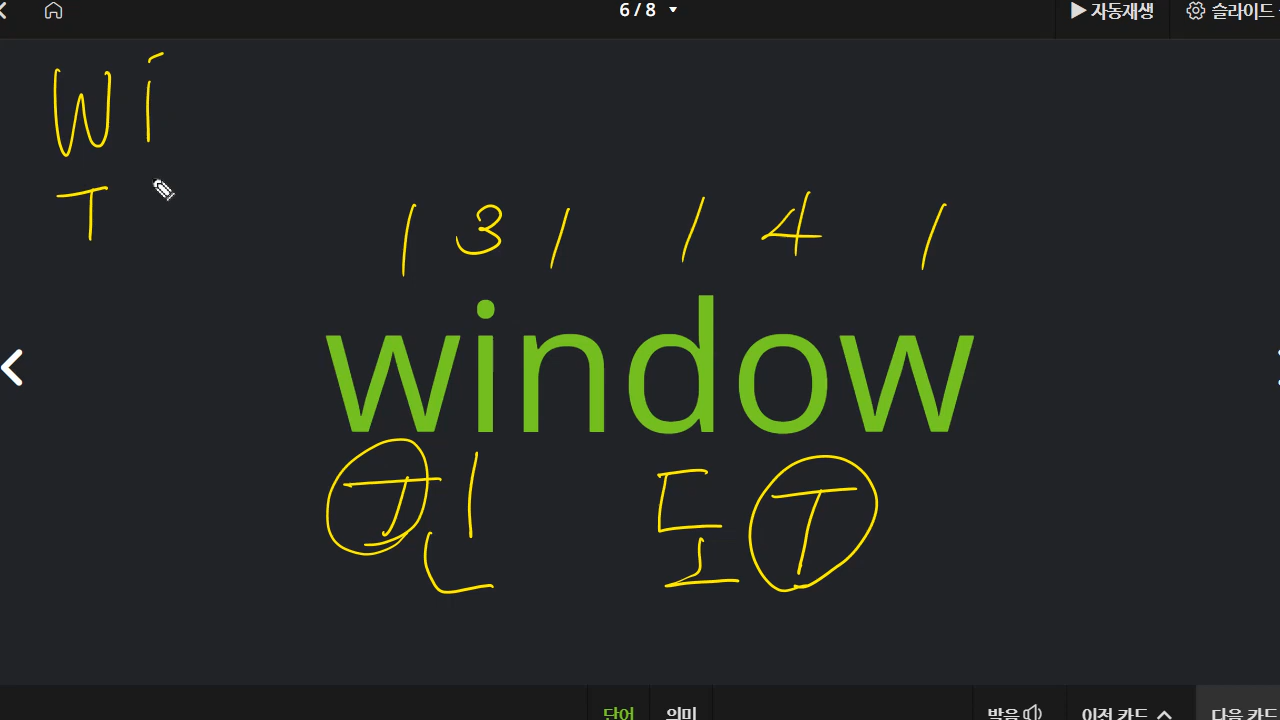 6 / 8
자동재생
슬라이드
W i
ㅜ
1 3 1 1 4 1
window
ㅜ ㅣ ㄴ 도 ㅜ
단어 의미
발음 이전 카드 다음 카드